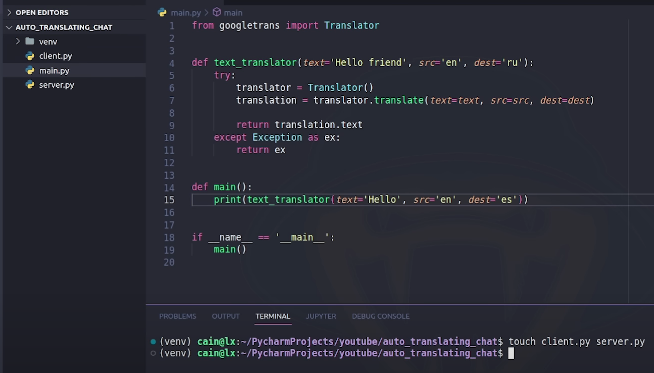 OPEN EDITORS
AUTO_TRANSLATING_CHAT
venv
client.py
main.py
server.py
main.py > main
1 from googletrans import Translator
2
3
4 def text_translator(text='Hello friend', src='en', dest='ru'):
5     try:
6         translator = Translator()
7         translation = translator.translate(text=text, src=src, dest=dest)
8
9         return translation.text
10     except Exception as ex:
11         return ex
12
13
14 def main():
15     print(text_translator(text='Hello', src='en', dest='es'))
16
17
18 if __name__ == '__main__':
19     main()
20
PROBLEMS OUTPUT TERMINAL JUPYTER DEBUG CONSOLE
(venv) cain@lx:~/PycharmProjects/youtube/auto_translating_chat$ touch client.py server.py
(venv) cain@lx:~/PycharmProjects/youtube/auto_translating_chat$